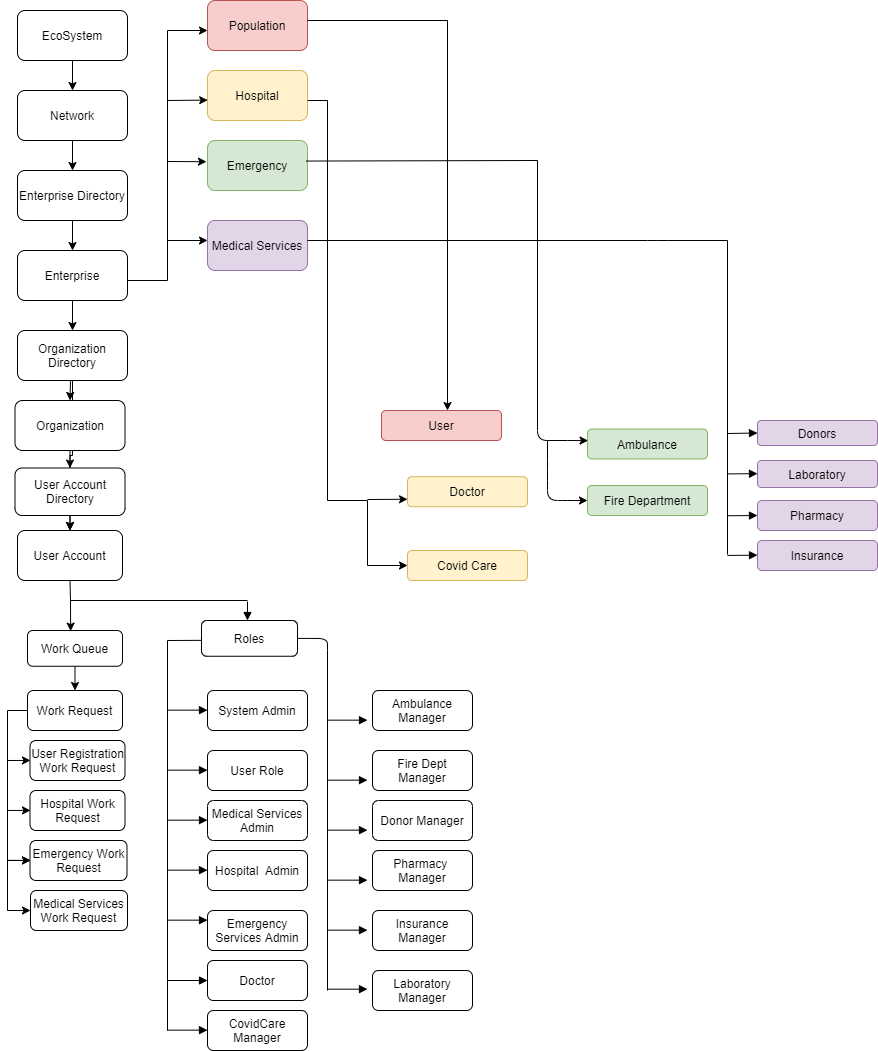 EcoSystem
Network
Enterprise Directory
Enterprise
Organization
Directory
Organization
User Account
Directory
User Account
Population
Hospital
Emergency
Medical Services
User
Doctor
Covid Care
Ambulance
Fire Department
Donors
Laboratory
Pharmacy
Insurance
Work Queue
Work Request
User Registration
Work Request
Hospital Work
Request
Emergency Work
Request
Medical Services
Work Request
Roles
System Admin
User Role
Medical Services
Admin
Hospital  Admin
Emergency
Services Admin
Doctor
CovidCare
Manager
Ambulance
Manager
Fire Dept
Manager
Donor Manager
Pharmacy
Manager
Insurance
Manager
Laboratory
Manager